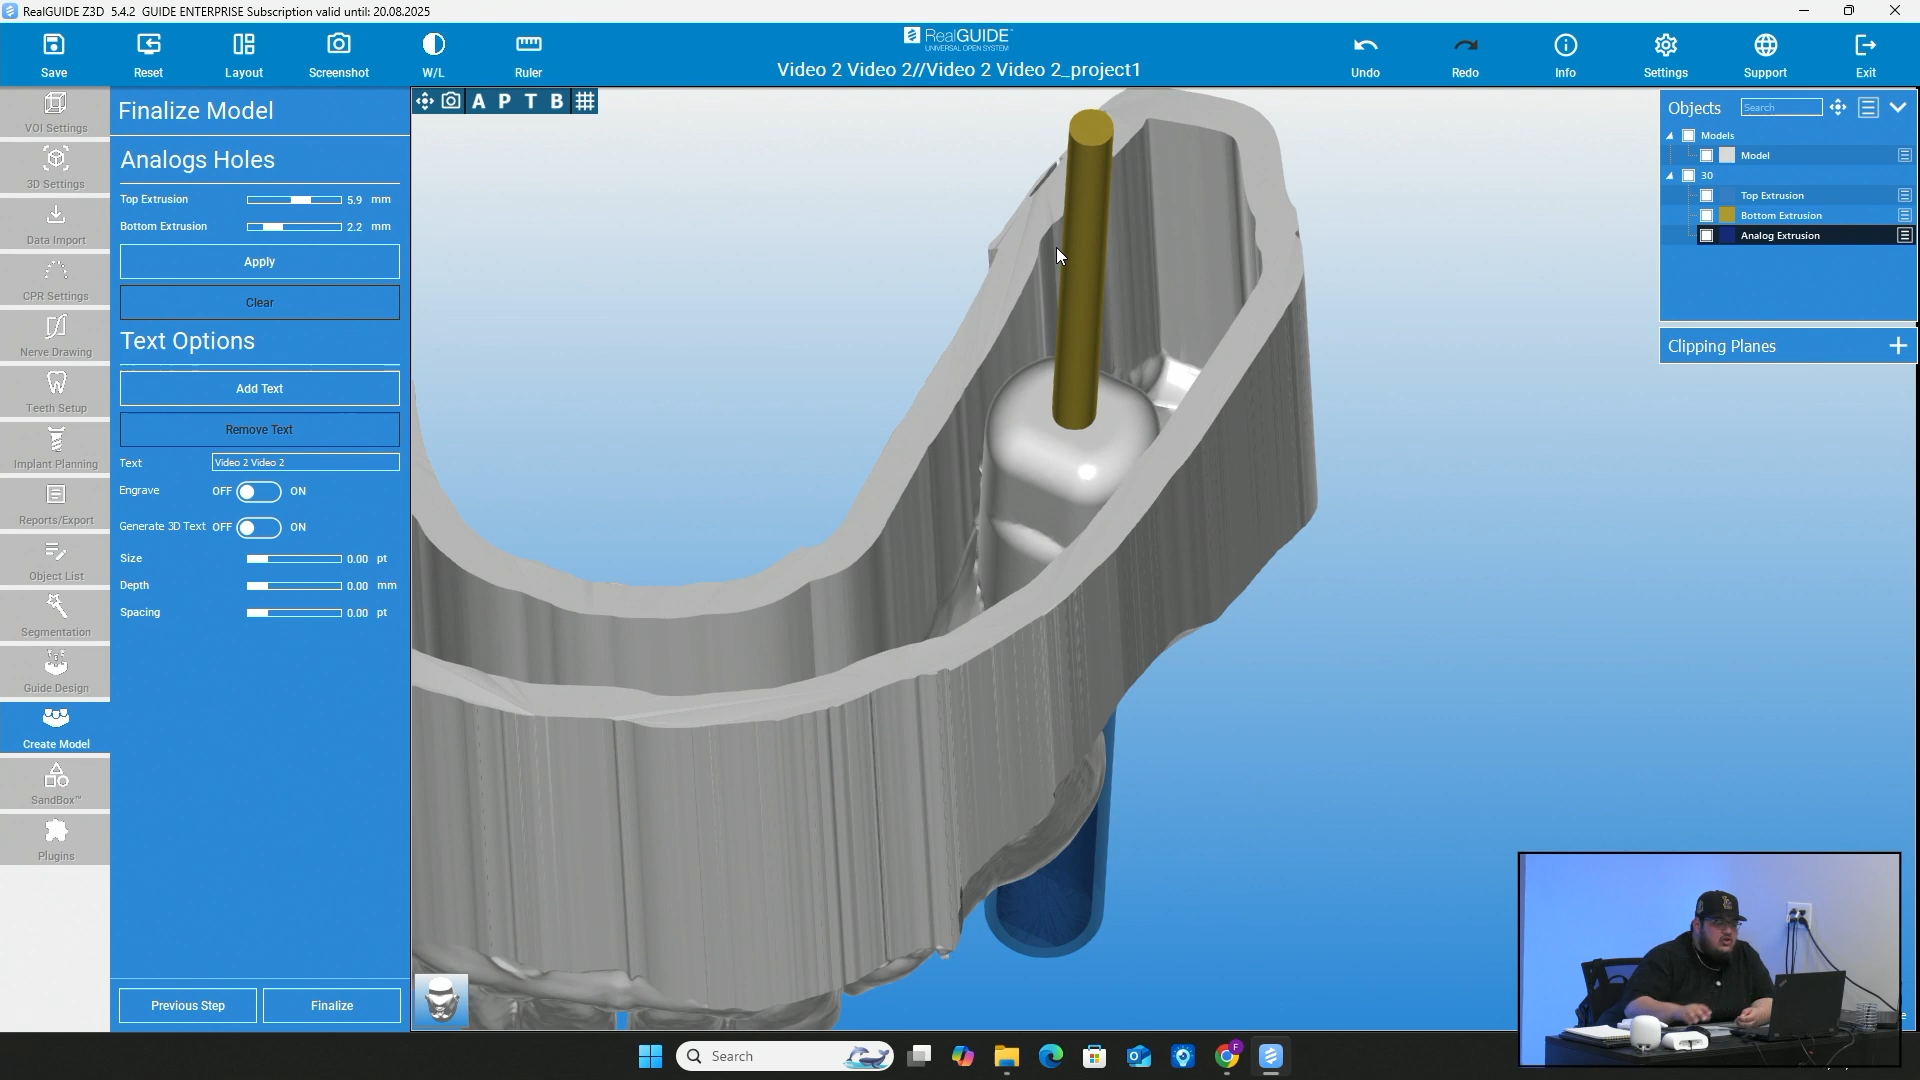 RealGUIDE Z3D 5.4.2 GUIDE ENTERPRISE Subscription valid until: 20.08.2025
Save
Reset
Layout
Screenshot
W/L
Ruler
RealGUIDE
UNIVERSAL OPEN SYSTEM
Video 2 Video 2//Video 2 Video 2_project1
Undo
Redo
Info
Settings
Support
Exit
VOI Settings
3D Settings
Data Import
CPR Settings
Nerve Drawing
Teeth Setup
Implant Planning
Reports/Export
Object List
Segmentation
Guide Design
Create Model
SandBox™
Plugins
Finalize Model
Analogs Holes
Top Extrusion 5.9 mm
Bottom Extrusion 2.2 mm
Apply
Clear
Text Options
Add Text
Remove Text
Text Video 2 Video 2
Engrave OFF ON
Generate 3D Text OFF ON
Size 0.00 pt
Depth 0.00 mm
Spacing 0.00 pt
Previous Step Finalize
A P T B
Objects Search
Models
Model
30
Top Extrusion
Bottom Extrusion
Analog Extrusion
Clipping Planes
Search
F